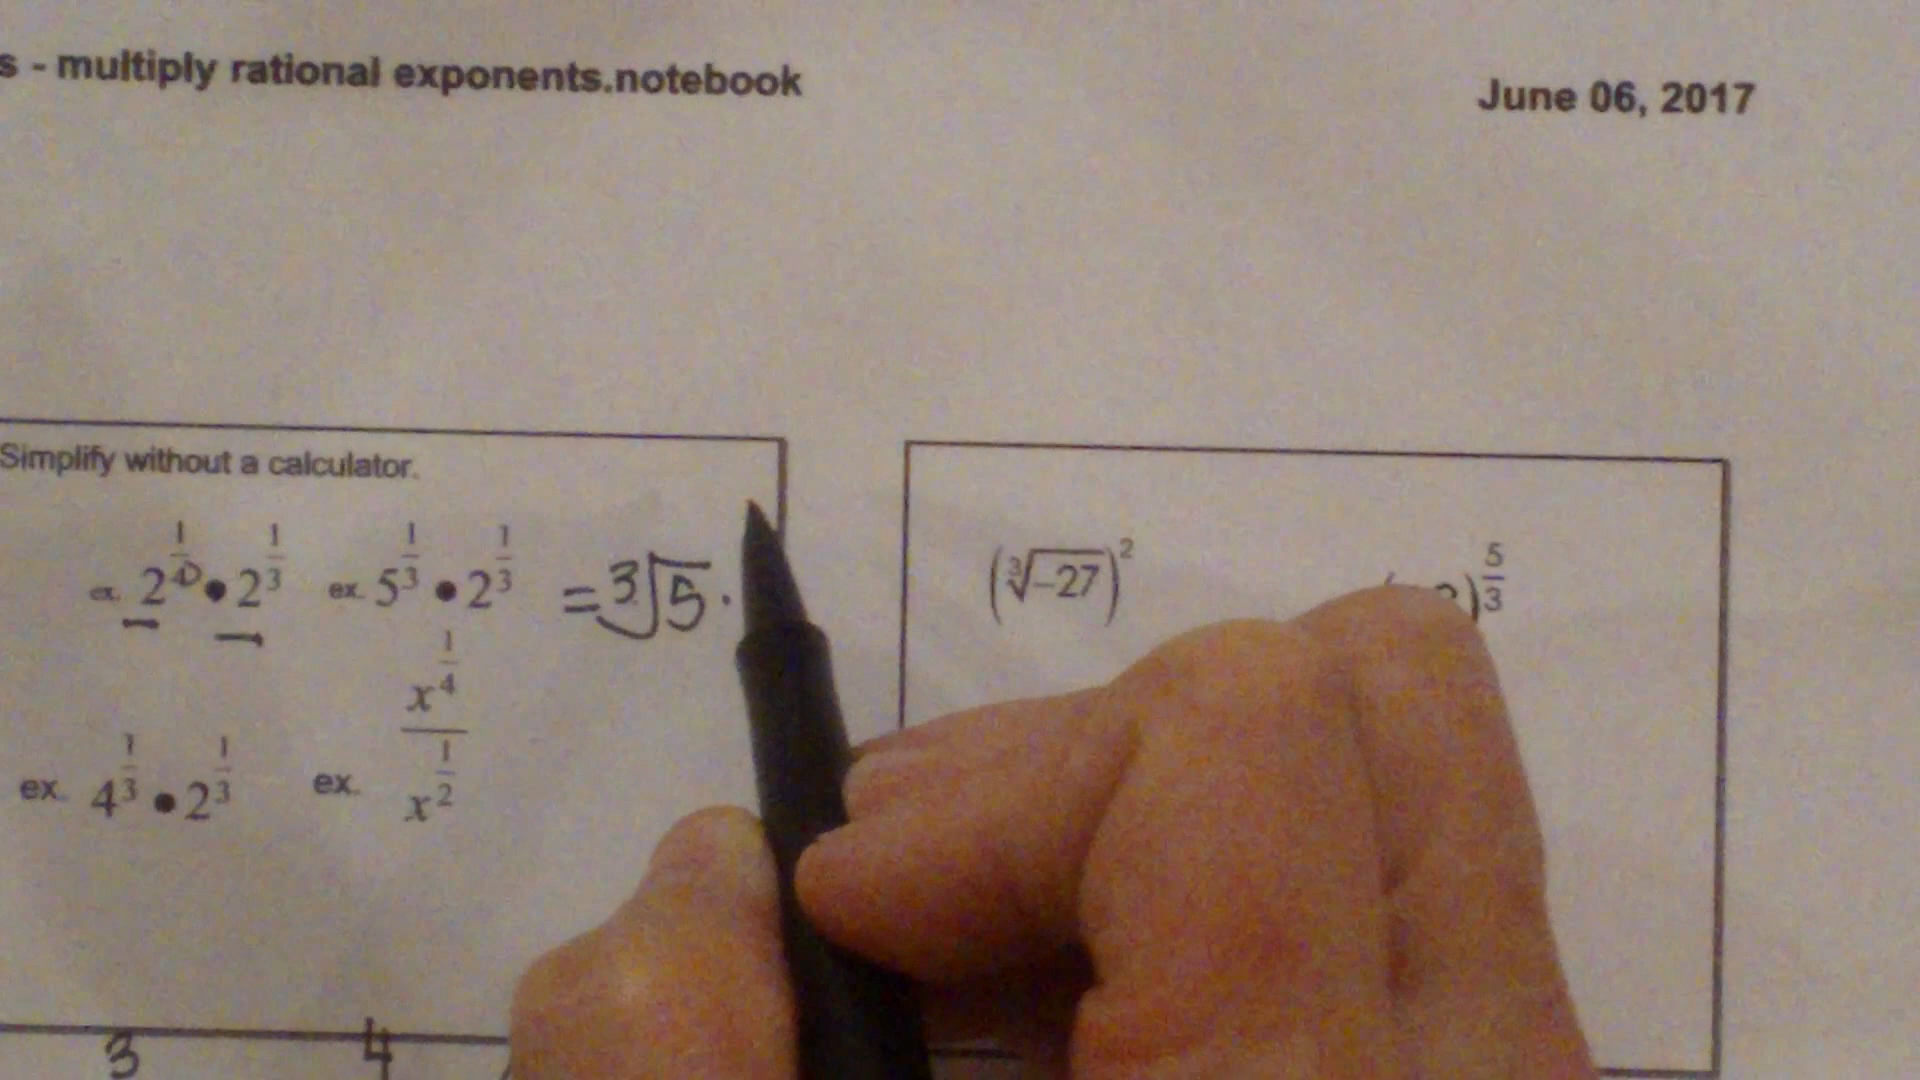 s - multiply rational exponents.notebook
June 06, 2017
Simplify without a calculator.
ex. 2^(1/4) • 2^(1/3) ex. 5^(1/3) • 2^(1/3) = ∛5 ·
ex. 4^(1/3) • 2^(1/3) ex. x^(1/4) / x^(1/2)
(∛-27)^2
)^(5/3)
3 4